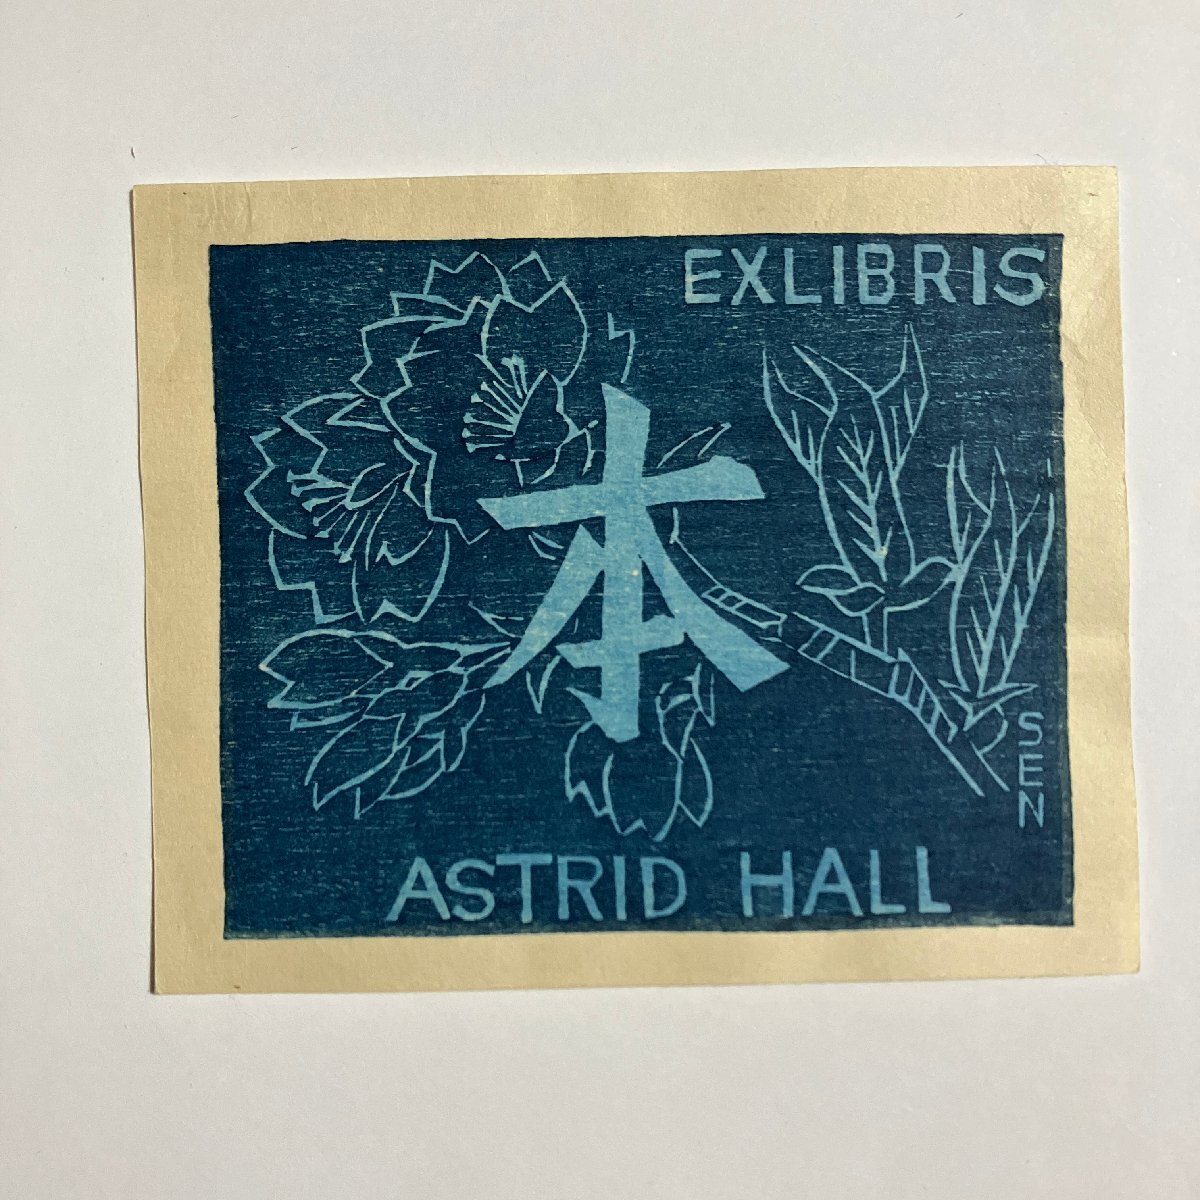 EXLIBRIS
本
SEN
ASTRID HALL